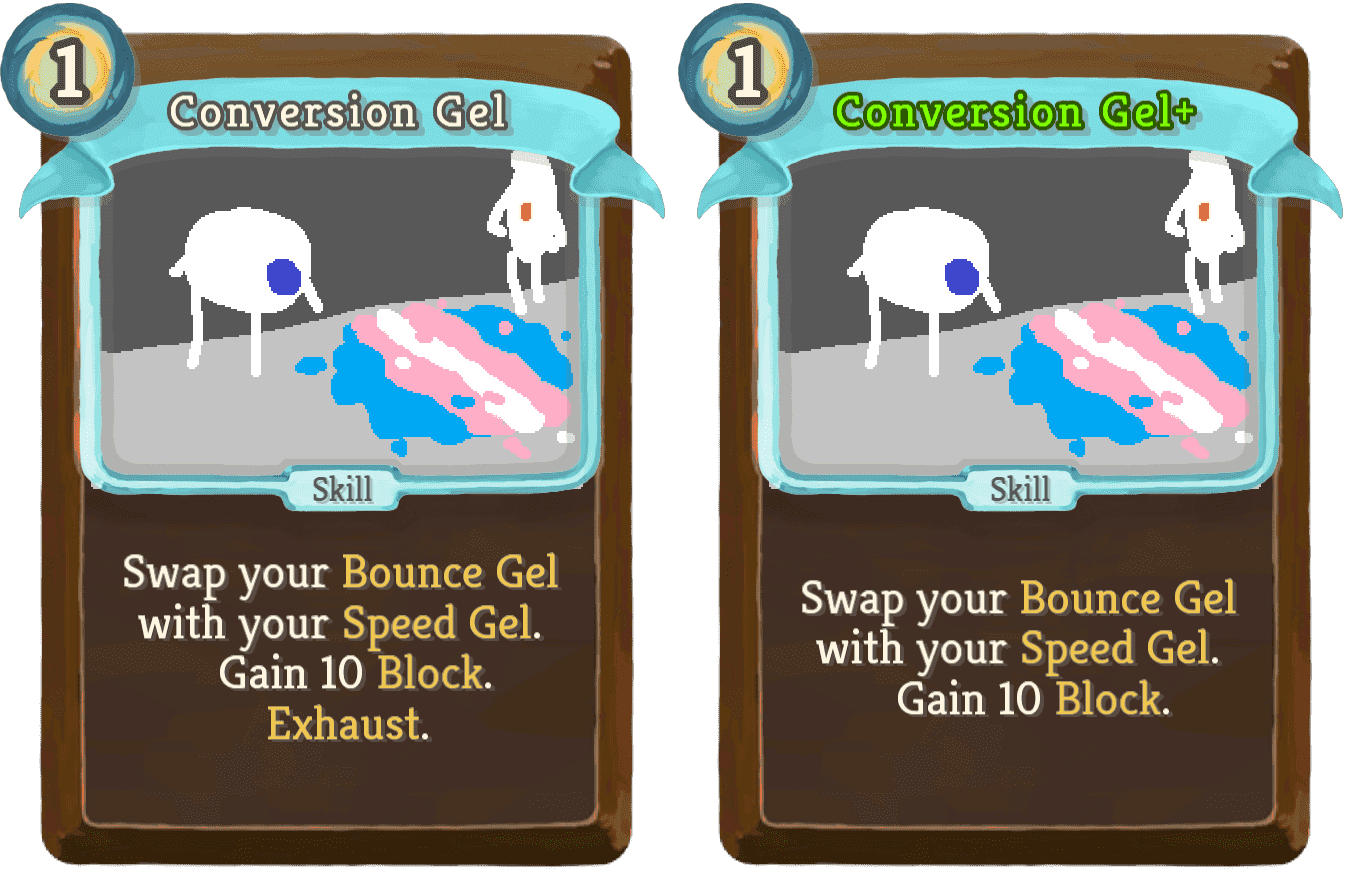 1
Conversion Gel
Skill
Swap your Bounce Gel
with your Speed Gel.
Gain 10 Block.
Exhaust.
1
Conversion Gel+
Skill
Swap your Bounce Gel
with your Speed Gel.
Gain 10 Block.